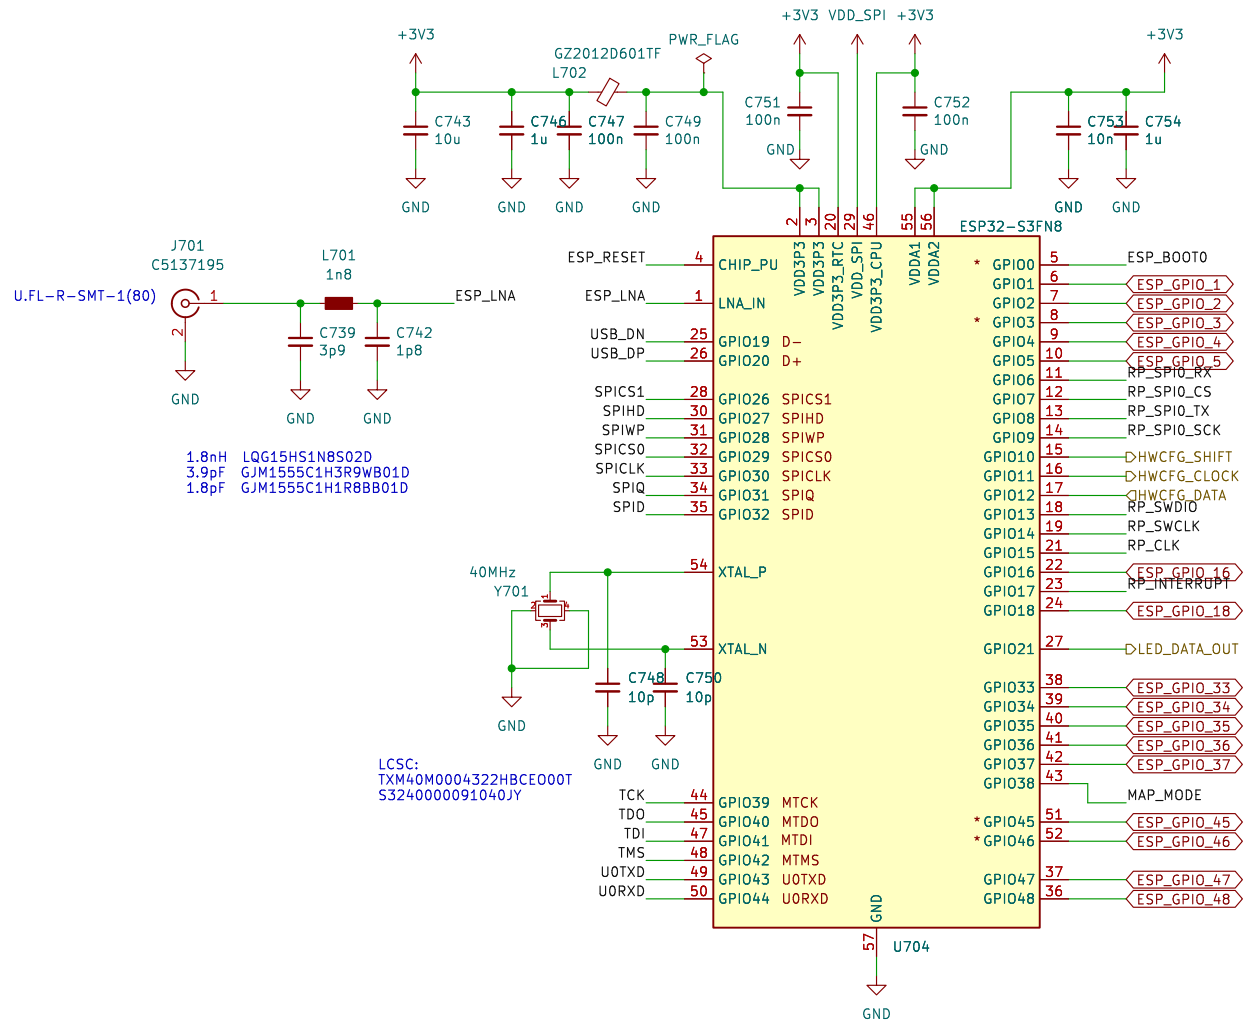 +3V3 VDD_SPI +3V3
+3V3 PWR_FLAG +3V3
GZ2012D601TF
L702
C743
10u
C746
1u
C747
100n
C749
100n
C751
100n
C752
100n
C753
10n
C754
1u
GND GND
GND GND GND GND GND GND
2 3 20 29 46 55 56
ESP32-S3FN8
VDD3P3 VDD3P3 VDD3P3_RTC VDD_SPI VDD3P3_CPU VDDA1 VDDA2
J701
C5137195
U.FL-R-SMT-1(80)
1
2
GND
L701
1n8
ESP_LNA
C739
3p9
C742
1p8
GND GND
1.8nH LQG15HS1N8S02D
3.9pF GJM1555C1H3R9WB01D
1.8pF GJM1555C1H1R8BB01D
ESP_RESET 4 CHIP_PU
ESP_LNA 1 LNA_IN
USB_DN 25 GPIO19 D-
USB_DP 26 GPIO20 D+
SPICS1 28 GPIO26 SPICS1
SPIHD 30 GPIO27 SPIHD
SPIWP 31 GPIO28 SPIWP
SPICS0 32 GPIO29 SPICS0
SPICLK 33 GPIO30 SPICLK
SPIQ 34 GPIO31 SPIQ
SPID 35 GPIO32 SPID
54 XTAL_P
53 XTAL_N
40MHz
Y701
1
2 4
3
GND
C748
10p
C750
10p
GND GND
LCSC:
TXM40M0004322HBCEO00T
S3240000091040JY
TCK 44 GPIO39 MTCK
TDO 45 GPIO40 MTDO
TDI 47 GPIO41 MTDI
TMS 48 GPIO42 MTMS
U0TXD 49 GPIO43 U0TXD
U0RXD 50 GPIO44 U0RXD
* GPIO0 5 ESP_BOOT0
GPIO1 6 ESP_GPIO_1
GPIO2 7 ESP_GPIO_2
* GPIO3 8 ESP_GPIO_3
GPIO4 9 ESP_GPIO_4
GPIO5 10 ESP_GPIO_5
GPIO6 11 RP_SPI0_RX
GPIO7 12 RP_SPI0_CS
GPIO8 13 RP_SPI0_TX
GPIO9 14 RP_SPI0_SCK
GPIO10 15 HWCFG_SHIFT
GPIO11 16 HWCFG_CLOCK
GPIO12 17 HWCFG_DATA
GPIO13 18 RP_SWDIO
GPIO14 19 RP_SWCLK
GPIO15 21 RP_CLK
GPIO16 22 ESP_GPIO_16
GPIO17 23 RP_INTERRUPT
GPIO18 24 ESP_GPIO_18
GPIO21 27 LED_DATA_OUT
GPIO33 38 ESP_GPIO_33
GPIO34 39 ESP_GPIO_34
GPIO35 40 ESP_GPIO_35
GPIO36 41 ESP_GPIO_36
GPIO37 42 ESP_GPIO_37
GPIO38 43 MAP_MODE
* GPIO45 51 ESP_GPIO_45
* GPIO46 52 ESP_GPIO_46
GPIO47 37 ESP_GPIO_47
GPIO48 36 ESP_GPIO_48
GND
57
U704
GND